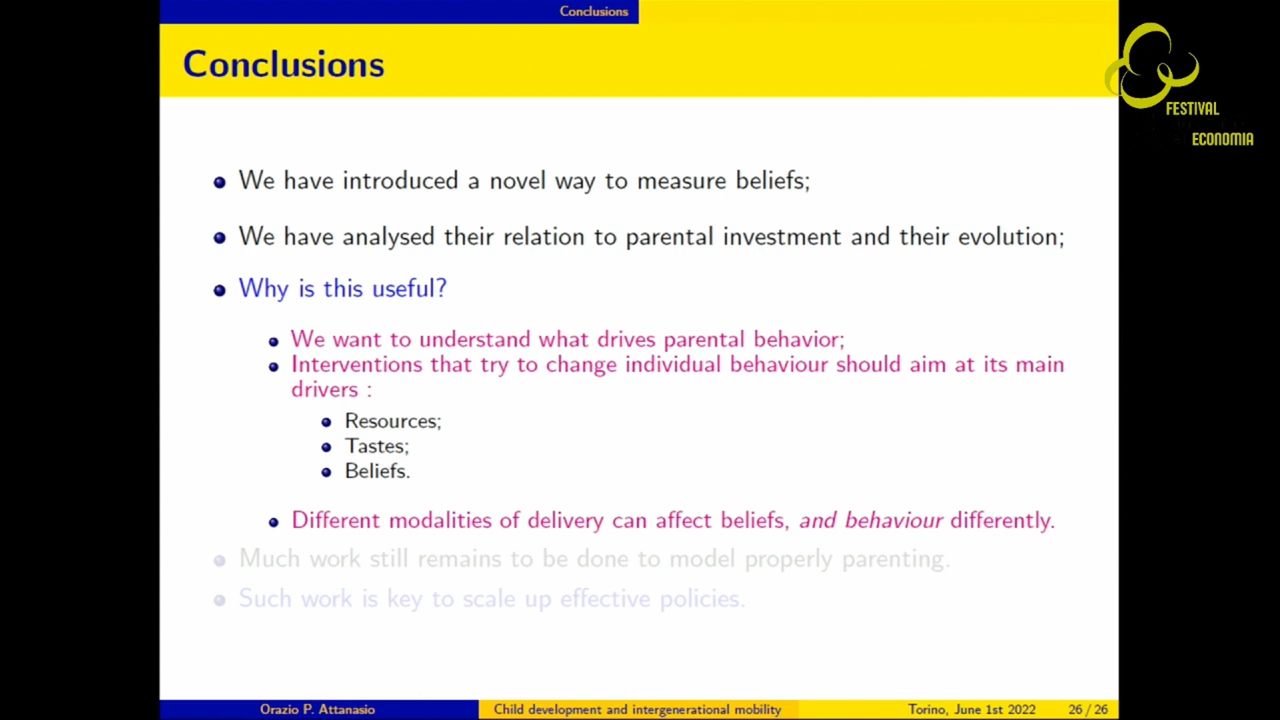 Conclusions
Conclusions
FESTIVAL
ECONOMIA
We have introduced a novel way to measure beliefs;
We have analysed their relation to parental investment and their evolution;
Why is this useful?
We want to understand what drives parental behavior;
Interventions that try to change individual behaviour should aim at its main
drivers :
Resources;
Tastes;
Beliefs.
Different modalities of delivery can affect beliefs, and behaviour differently.
Much work still remains to be done to model properly parenting.
Such work is key to scale up effective policies.
Orazio P. Attanasio
Child development and intergenerational mobility
Torino, June 1st 2022
26 / 26